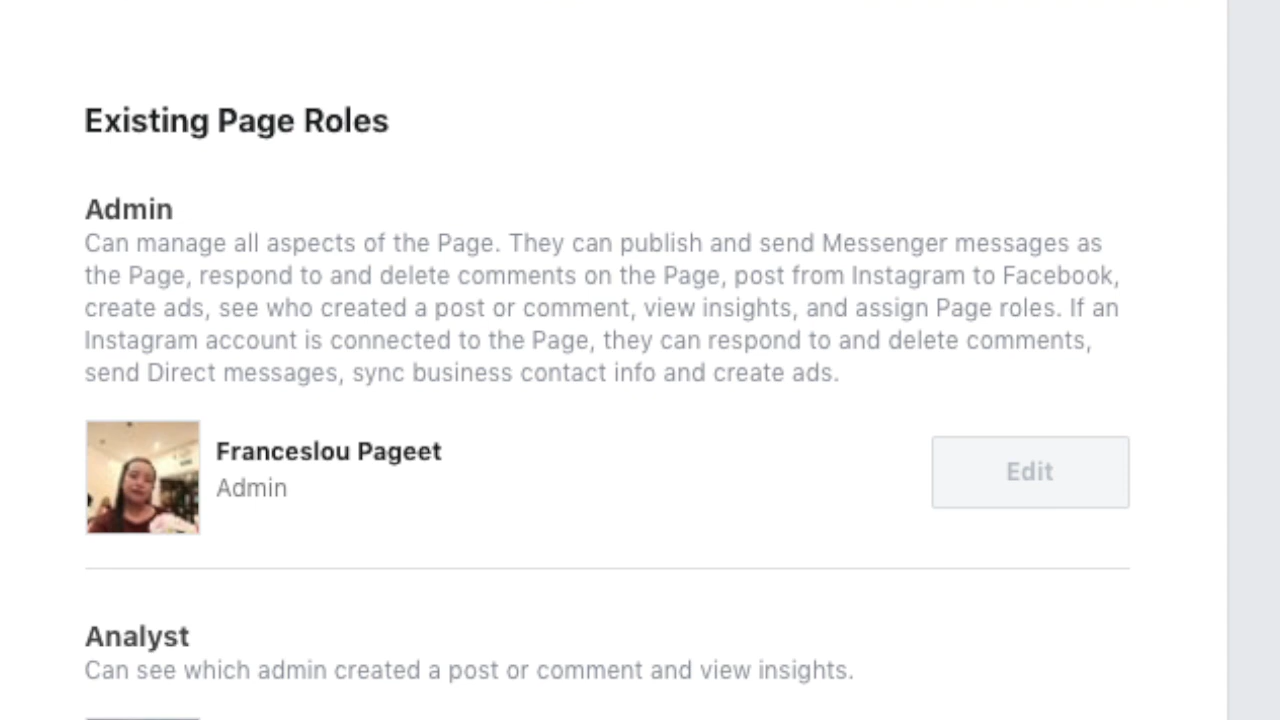 Existing Page Roles
Admin
Can manage all aspects of the Page. They can publish and send Messenger messages as
the Page, respond to and delete comments on the Page, post from Instagram to Facebook,
create ads, see who created a post or comment, view insights, and assign Page roles. If an
Instagram account is connected to the Page, they can respond to and delete comments,
send Direct messages, sync business contact info and create ads.
Franceslou Pageet
Admin
Edit
Analyst
Can see which admin created a post or comment and view insights.